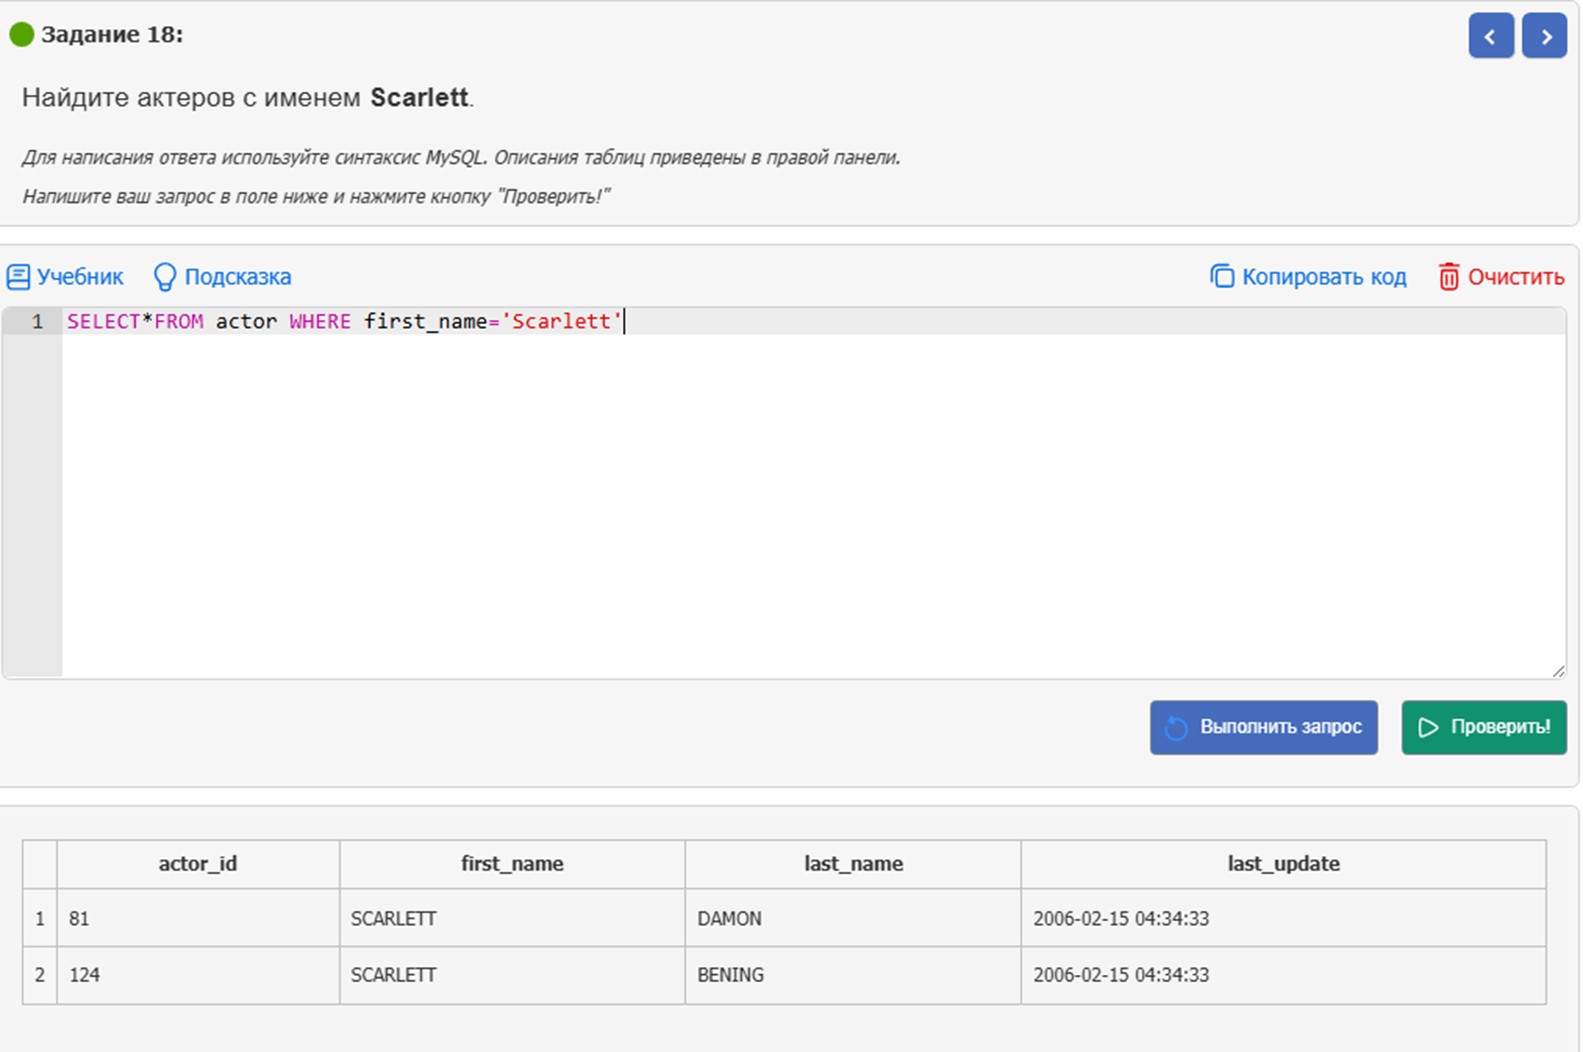 Задание 18:
Найдите актеров с именем Scarlett.
Для написания ответа используйте синтаксис MySQL. Описания таблиц приведены в правой панели.
Напишите ваш запрос в поле ниже и нажмите кнопку "Проверить!"
Учебник Подсказка Копировать код Очистить
1 SELECT*FROM actor WHERE first_name='Scarlett'
Выполнить запрос Проверить!
actor_id first_name last_name last_update
1 81 SCARLETT DAMON 2006-02-15 04:34:33
2 124 SCARLETT BENING 2006-02-15 04:34:33